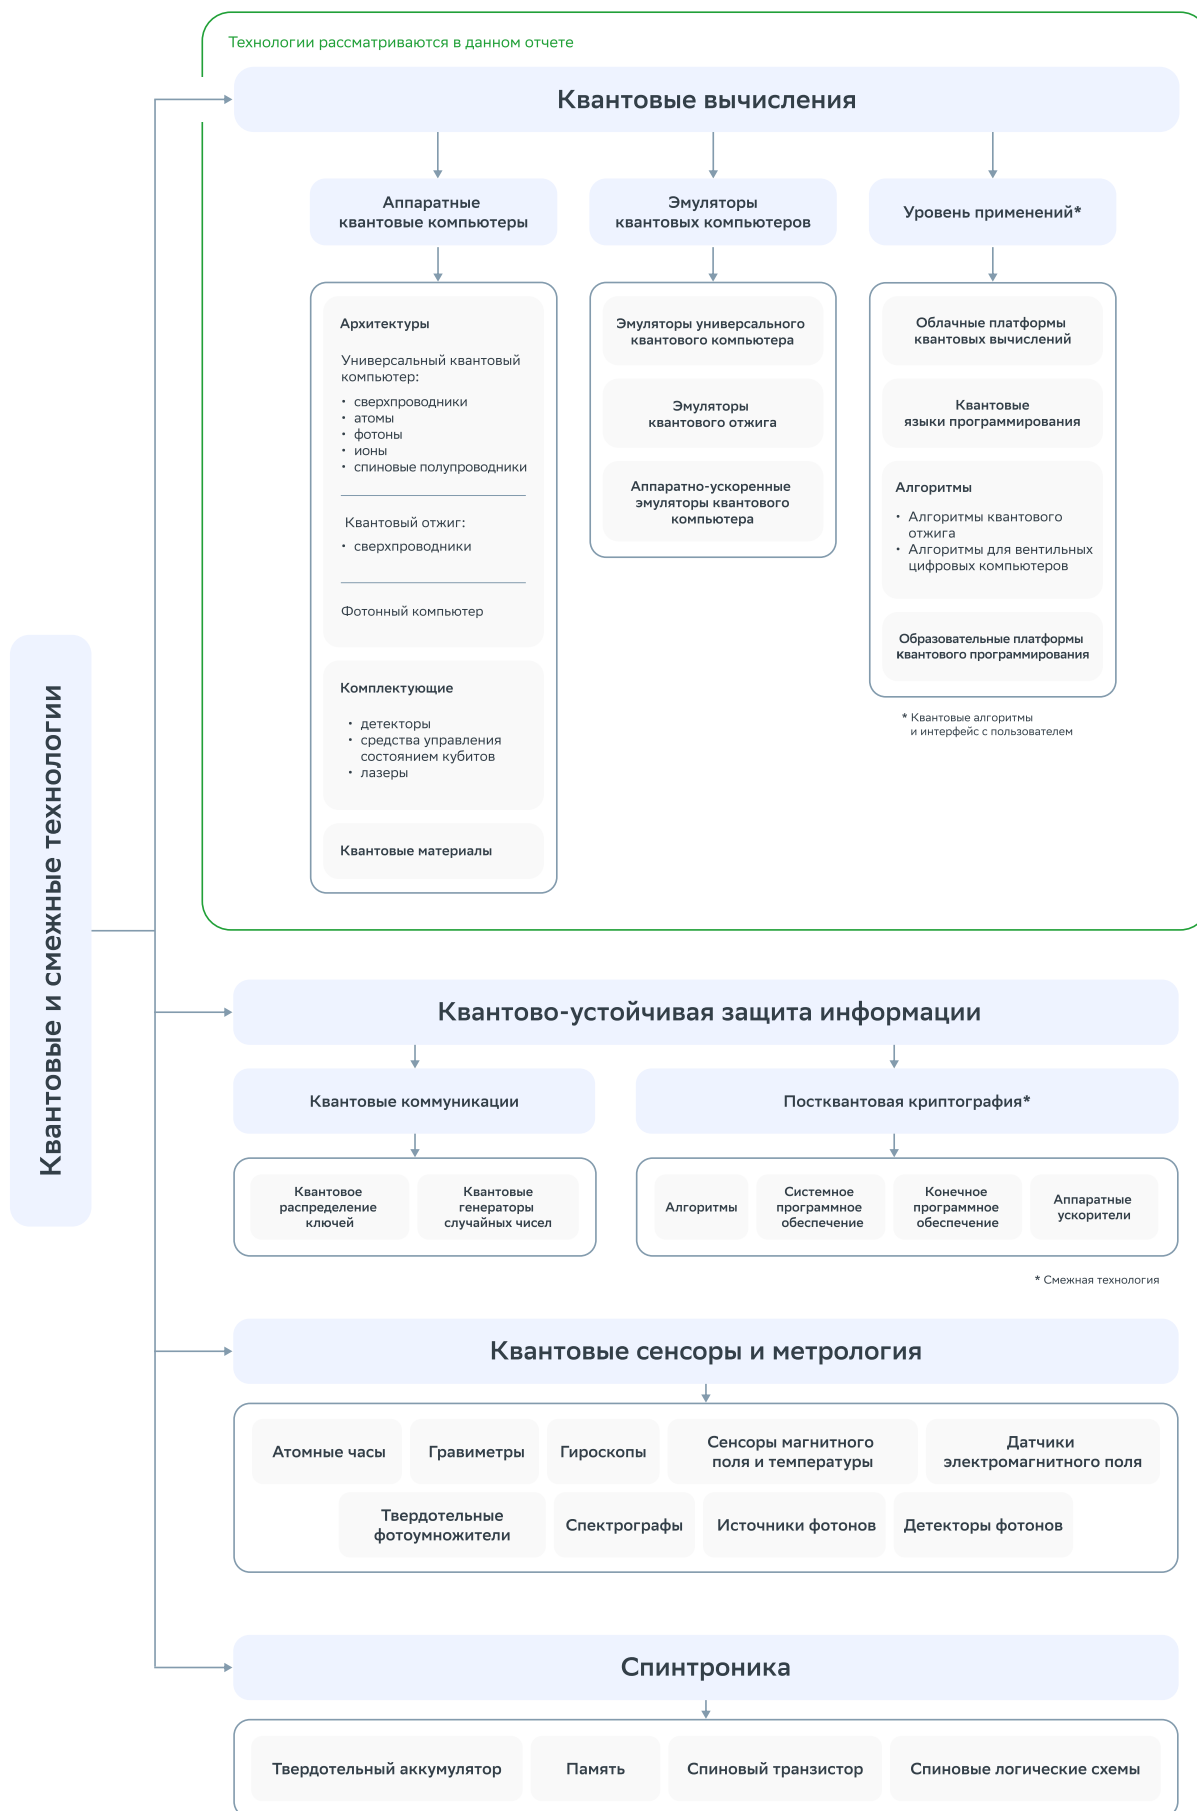 Технологии рассматриваются в данном отчете
Квантовые и смежные технологии
Квантовые вычисления
Аппаратные
квантовые компьютеры
Архитектуры
Универсальный квантовый
компьютер:
• сверхпроводники
• атомы
• фотоны
• ионы
• спиновые полупроводники
Квантовый отжиг:
• сверхпроводники
Фотонный компьютер
Комплектующие
• детекторы
• средства управления
состоянием кубитов
• лазеры
Квантовые материалы
Эмуляторы
квантовых компьютеров
Эмуляторы универсального
квантового компьютера
Эмуляторы
квантового отжига
Аппаратно-ускоренные
эмуляторы квантового
компьютера
Уровень применений*
Облачные платформы
квантовых вычислений
Квантовые
языки программирования
Алгоритмы
• Алгоритмы квантового
отжига
• Алгоритмы для вентильных
цифровых компьютеров
Образовательные платформы
квантового программирования
* Квантовые алгоритмы
и интерфейс с пользователем
Квантово-устойчивая защита информации
Квантовые коммуникации
Квантовое
распределение
ключей
Квантовые
генераторы
случайных чисел
Постквантовая криптография*
Алгоритмы
Системное
программное
обеспечение
Конечное
программное
обеспечение
Аппаратные
ускорители
* Смежная технология
Квантовые сенсоры и метрология
Атомные часы
Гравиметры
Гироскопы
Сенсоры магнитного
поля и температуры
Датчики
электромагнитного поля
Твердотельные
фотоумножители
Спектрографы
Источники фотонов
Детекторы фотонов
Спинтроника
Твердотельный аккумулятор
Память
Спиновый транзистор
Спиновые логические схемы